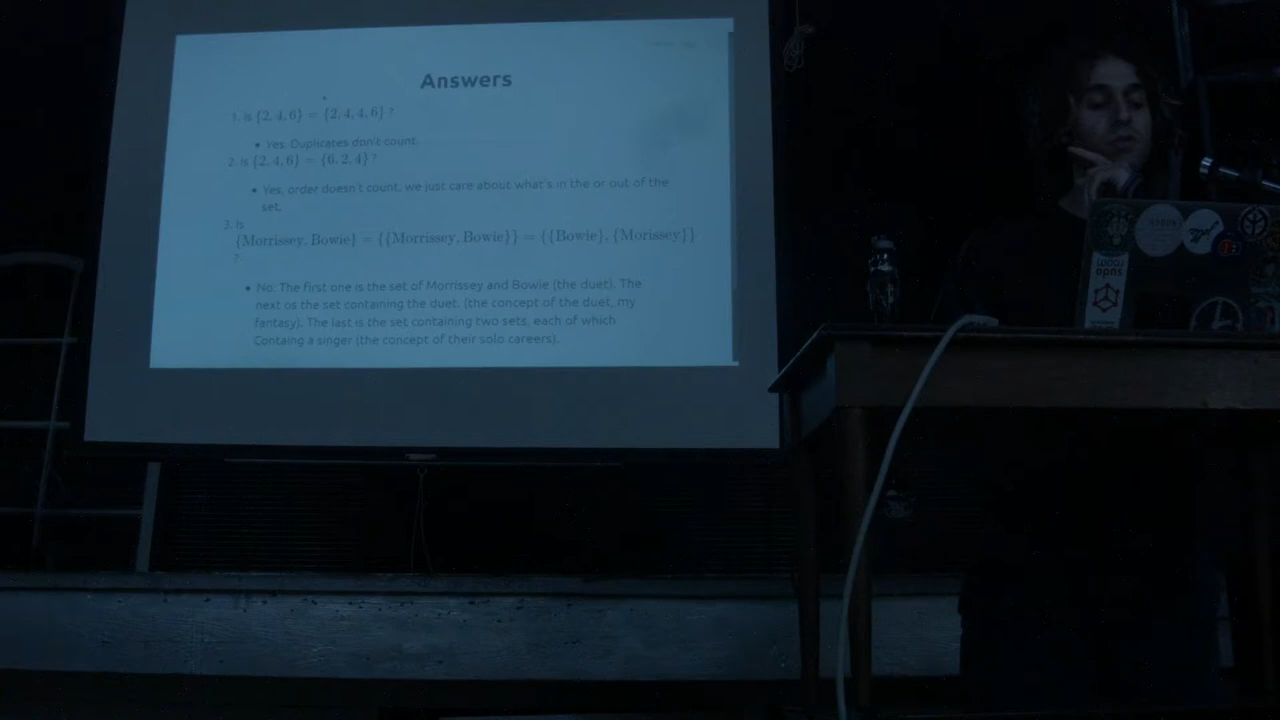 Answers
1. Is {2, 4, 6} = {2, 4, 4, 6} ?
• Yes. Duplicates don't count.
2. Is {2, 4, 6} = {6, 2, 4} ?
• Yes, order doesn't count, we just care about what's in the or out of the
set.
3. Is
{Morrissey, Bowie} = {{Morrissey, Bowie}} = {{Bowie}, {Morissey}}
?
• No. The first one is the set of Morrissey and Bowie (the duet). The
next os the set containing the duet. (the concept of the duet, my
fantasy). The last is the set containing two sets, each of which
Containg a singer (the concept of their solo careers).